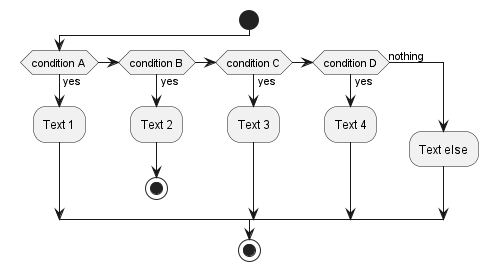 condition A
condition B
condition C
condition D
nothing
yes
yes
yes
yes
Text 1
Text 2
Text 3
Text 4
Text else